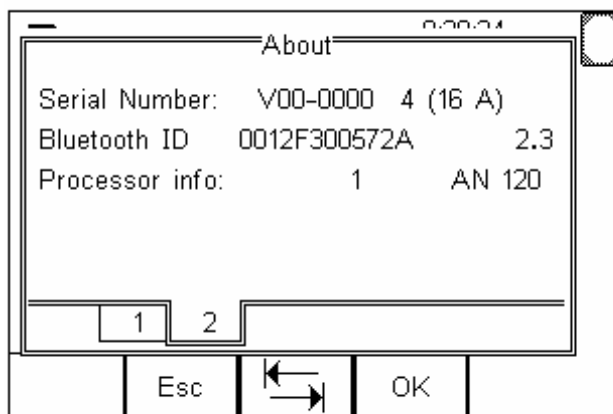 About
Serial Number: V00-0000 4 (16 A)
Bluetooth ID 0012F300572A 2.3
Processor info: 1 AN 120
1 2
Esc OK